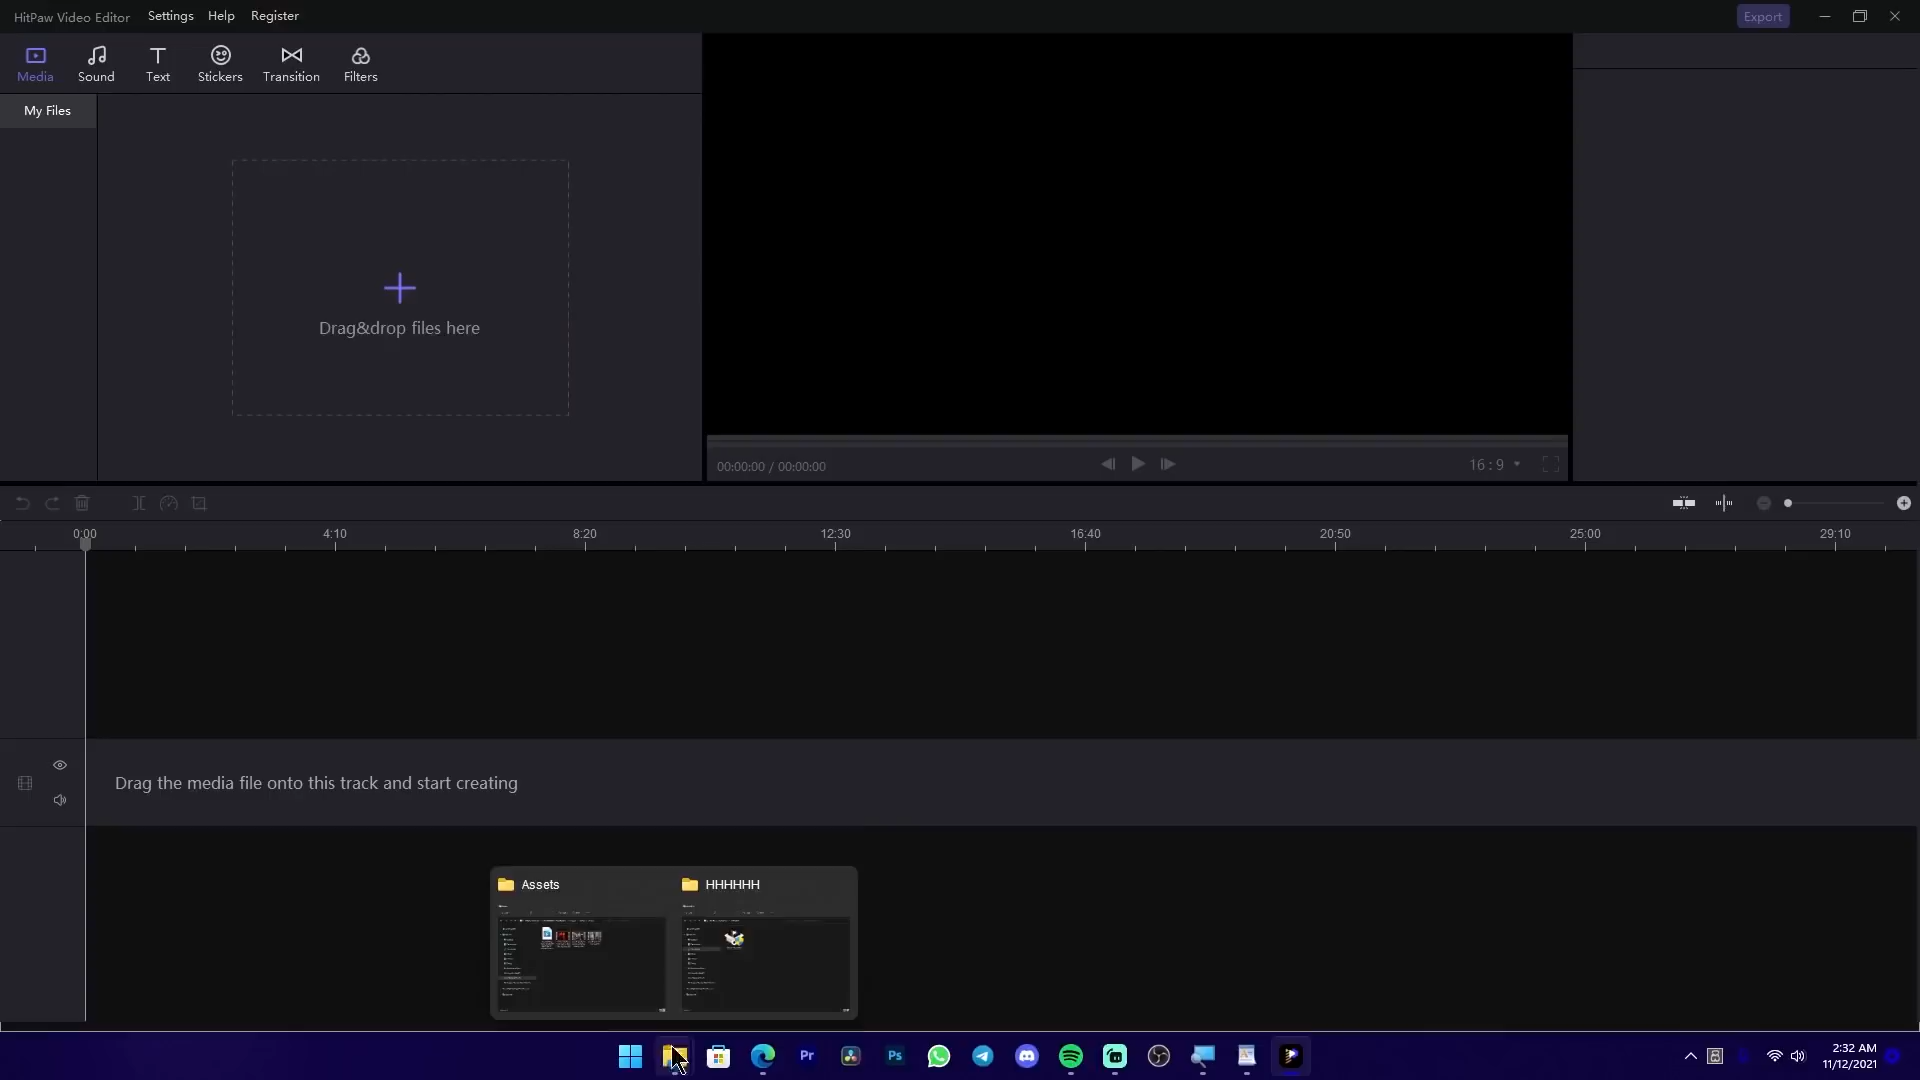 HitPaw Video Editor Settings Help Register Export
Media Sound Text Stickers Transition Filters
My Files
Drag&drop files here
00:00:00 / 00:00:00
16:9
0:00 4:10 8:20 12:30 16:40 20:50 25:00 29:10
Drag the media file onto this track and start creating
Assets HHHHHH
Pr Ps
2:32 AM
11/12/2021